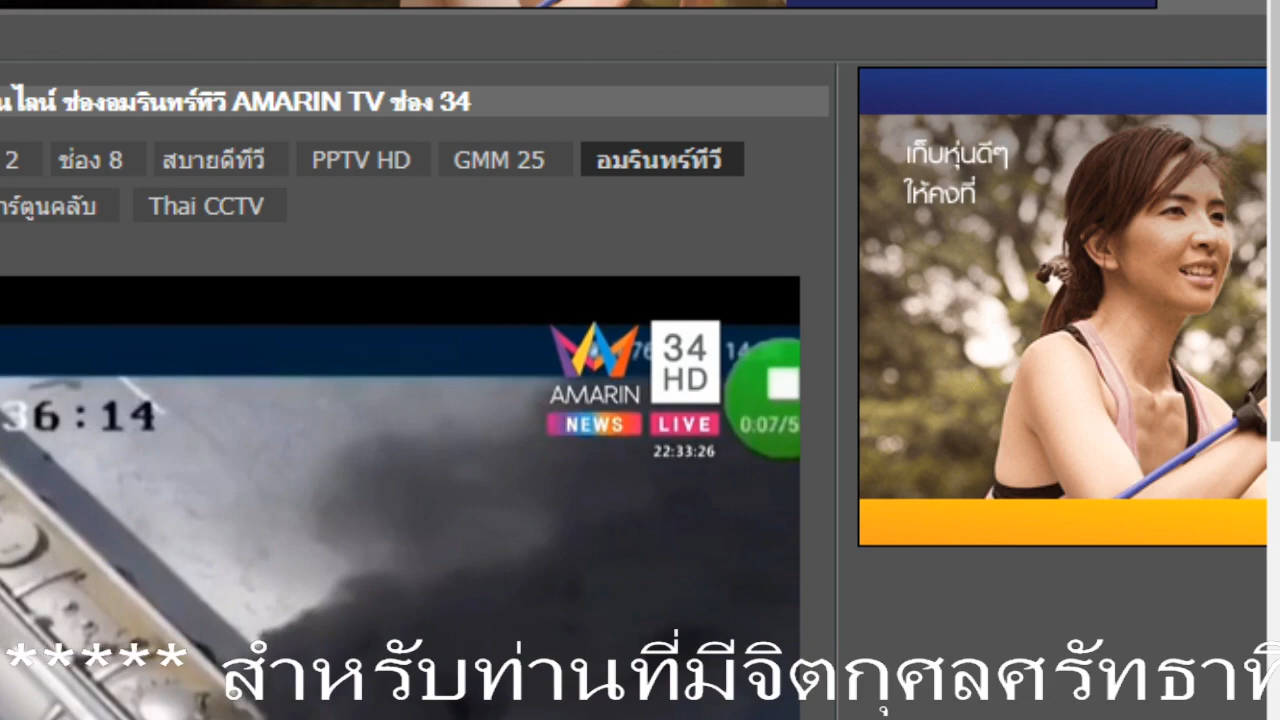 ไลน์ ช่องอมรินทร์ทีวี AMARIN TV ช่อง 34
2 ช่อง 8 สบายดีทีวี PPTV HD GMM 25 อมรินทร์ทีวี
ร์ตูนคลับ Thai CCTV
เก็บหุ่นดีๆ
ให้คงที่
34
HD
AMARIN
NEWS LIVE
0:07/5
22:33:26
36:14
***** สำหรับท่านที่มีจิตกุศลศรัทธาที่